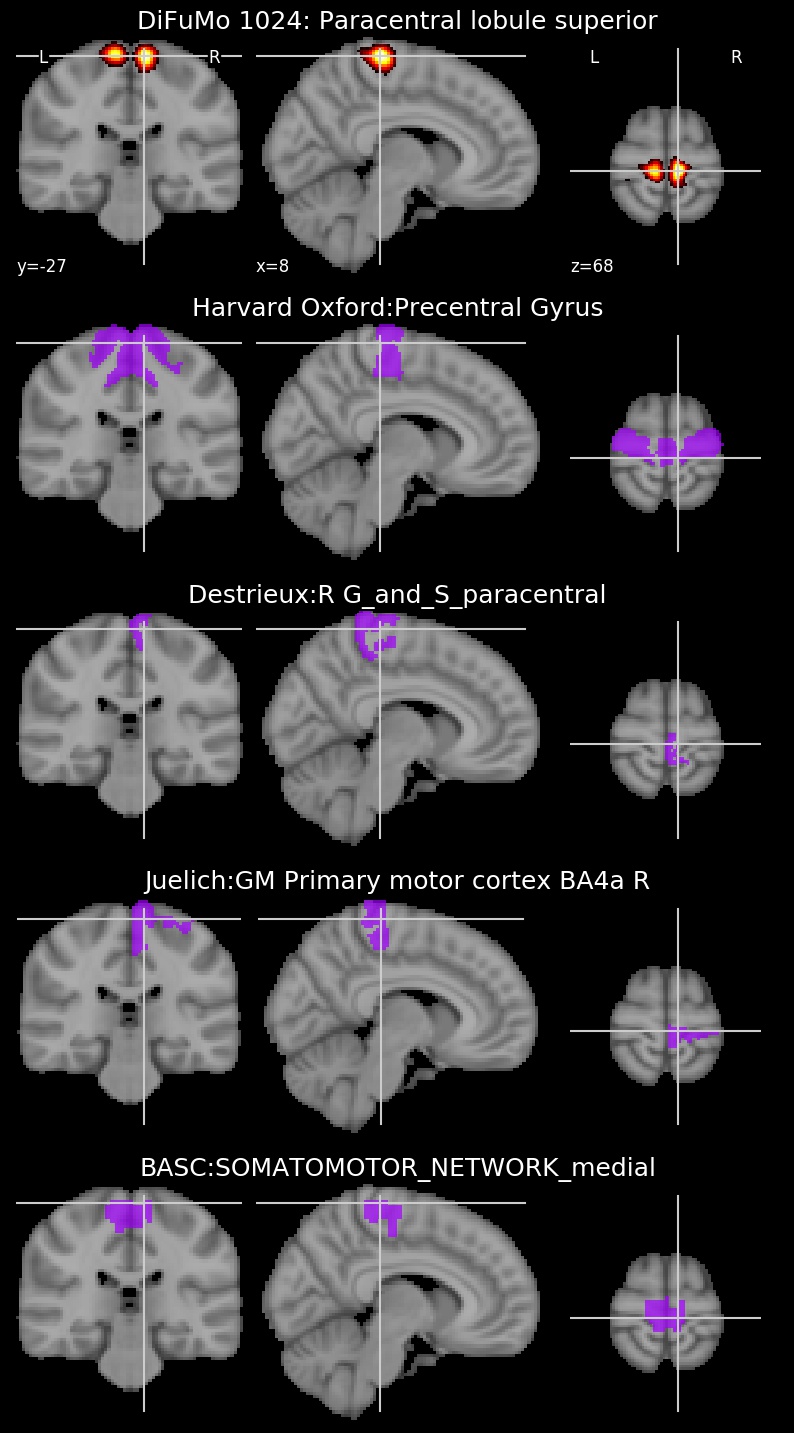 DiFuMo 1024: Paracentral lobule superior
L R L R
y=-27 x=8 z=68
Harvard Oxford:Precentral Gyrus
Destrieux:R G_and_S_paracentral
Juelich:GM Primary motor cortex BA4a R
BASC:SOMATOMOTOR_NETWORK_medial